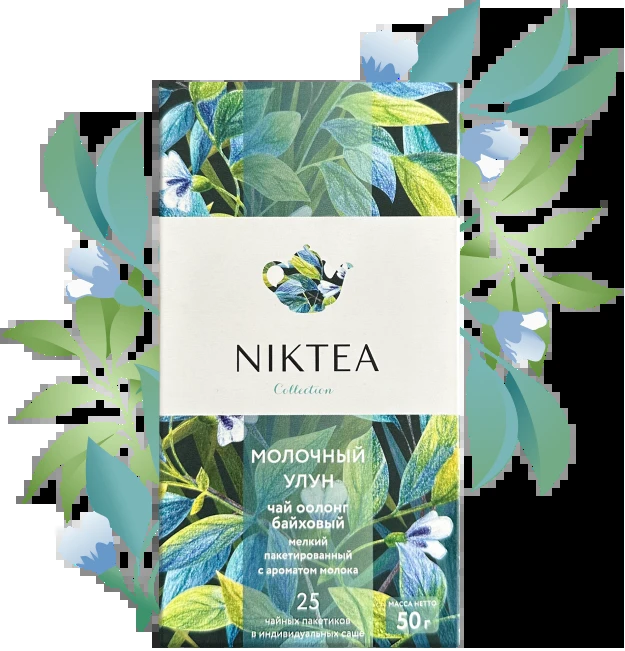 NIKTEA
Collection
МОЛОЧНЫЙ
УЛУН
чай оолонг
байховый
мелкий
пакетированный
с ароматом молока
25
чайных пакетиков
в индивидуальных саше
МАССА НЕТТО
50 г